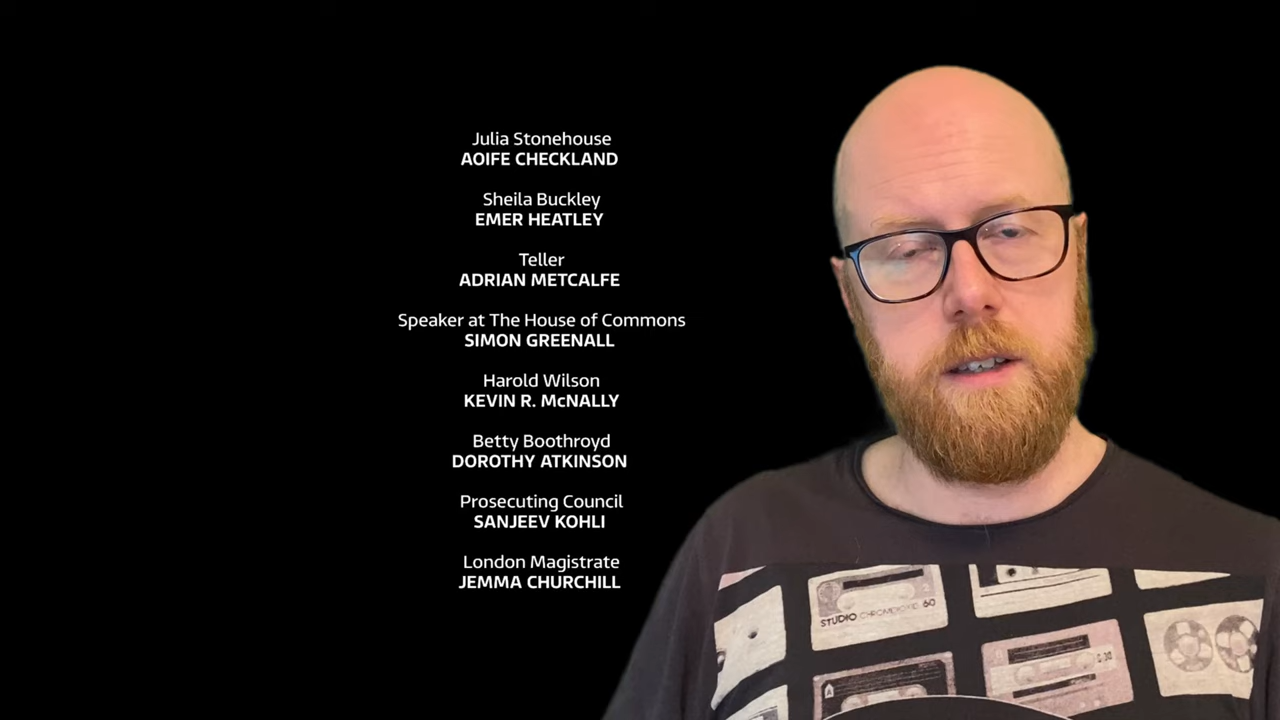 Julia Stonehouse
AOIFE CHECKLAND
Sheila Buckley
EMER HEATLEY
Teller
ADRIAN METCALFE
Speaker at The House of Commons
SIMON GREENALL
Harold Wilson
KEVIN R. McNALLY
Betty Boothroyd
DOROTHY ATKINSON
Prosecuting Council
SANJEEV KOHLI
London Magistrate
JEMMA CHURCHILL
STUDIO CHROMDIOXID 60
A